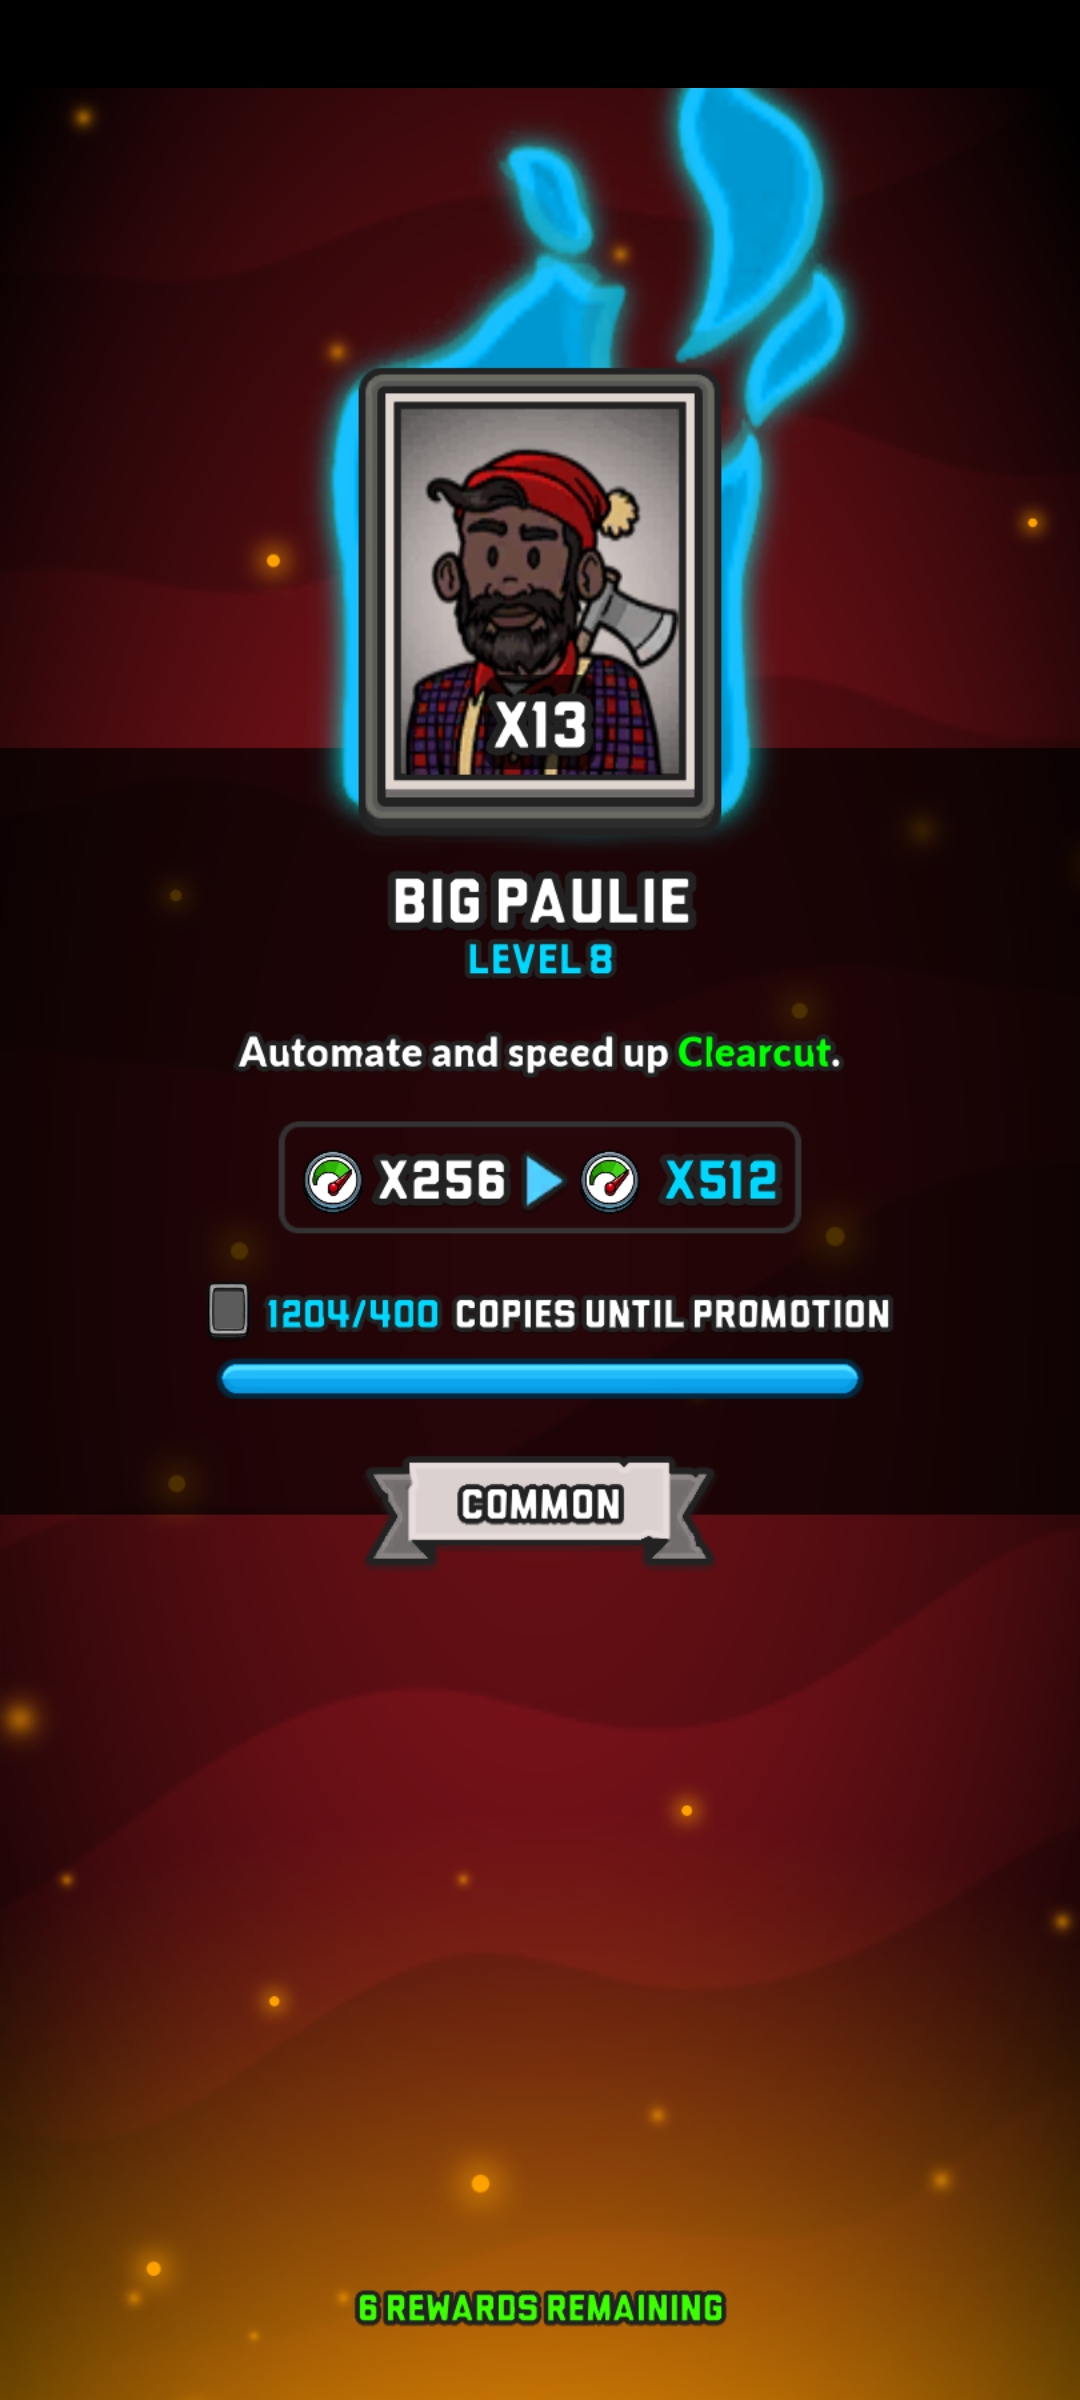 X13
BIG PAULIE
LEVEL 8
Automate and speed up Clearcut.
X256 X512
1204/400 COPIES UNTIL PROMOTION
COMMON
6 REWARDS REMAINING